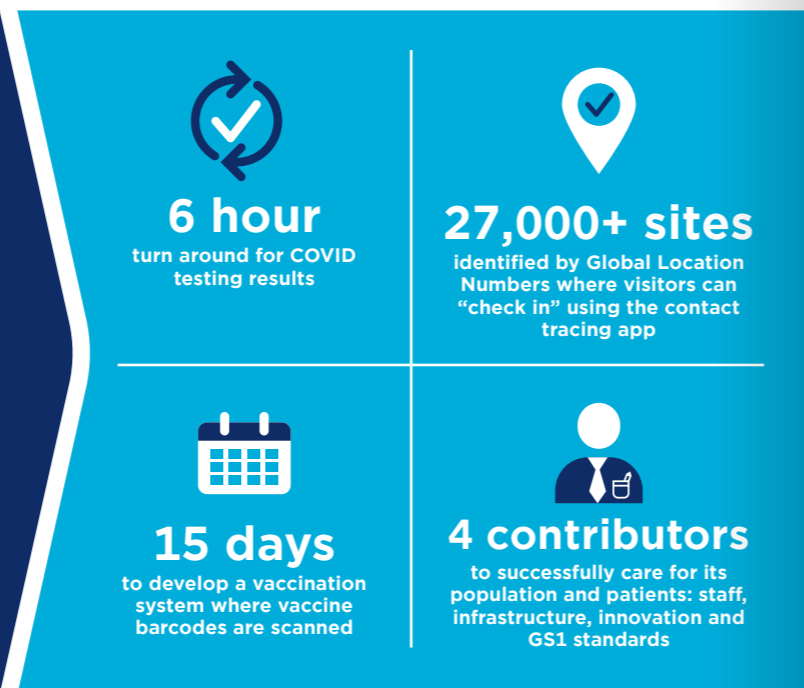 6 hour
turn around for COVID
testing results
27,000+ sites
identified by Global Location
Numbers where visitors can
“check in” using the contact
tracing app
15 days
to develop a vaccination
system where vaccine
barcodes are scanned
4 contributors
to successfully care for its
population and patients: staff,
infrastructure, innovation and
GS1 standards